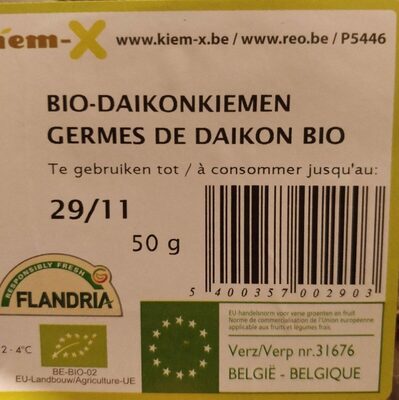 kiem-X www.kiem-x.be / www.reo.be / P5446
BIO-DAIKONKIEMEN
GERMES DE DAIKON BIO
Te gebruiken tot / à consommer jusqu'au:
29/11
50 g
5 400357 002903
RESPONSIBLY FRESH
FLANDRIA
2 - 4°C
BE-BIO-02
EU-Landbouw/Agriculture-UE
EU-handelsnorm voor verse groenten en fruit
Norme de commercialisation de l'Union européenne
applicable aux fruits et légumes frais
Verz/Verp nr.31676
BELGIË - BELGIQUE